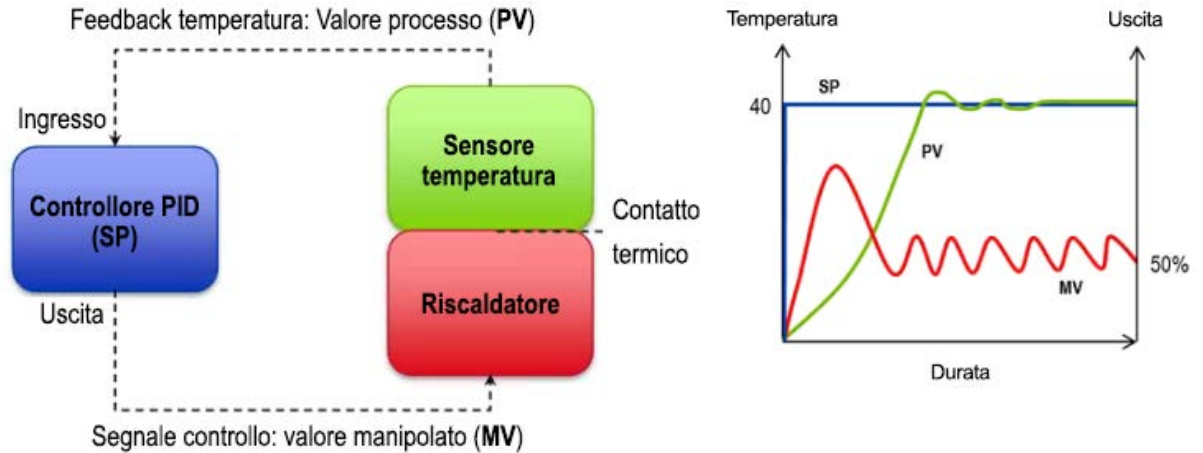 Feedback temperatura: Valore processo (PV)
Ingresso
Controllore PID
(SP)
Uscita
Sensore
temperatura
Contatto
termico
Riscaldatore
Segnale controllo: valore manipolato (MV)
Temperatura
Uscita
SP
40
PV
50%
MV
Durata